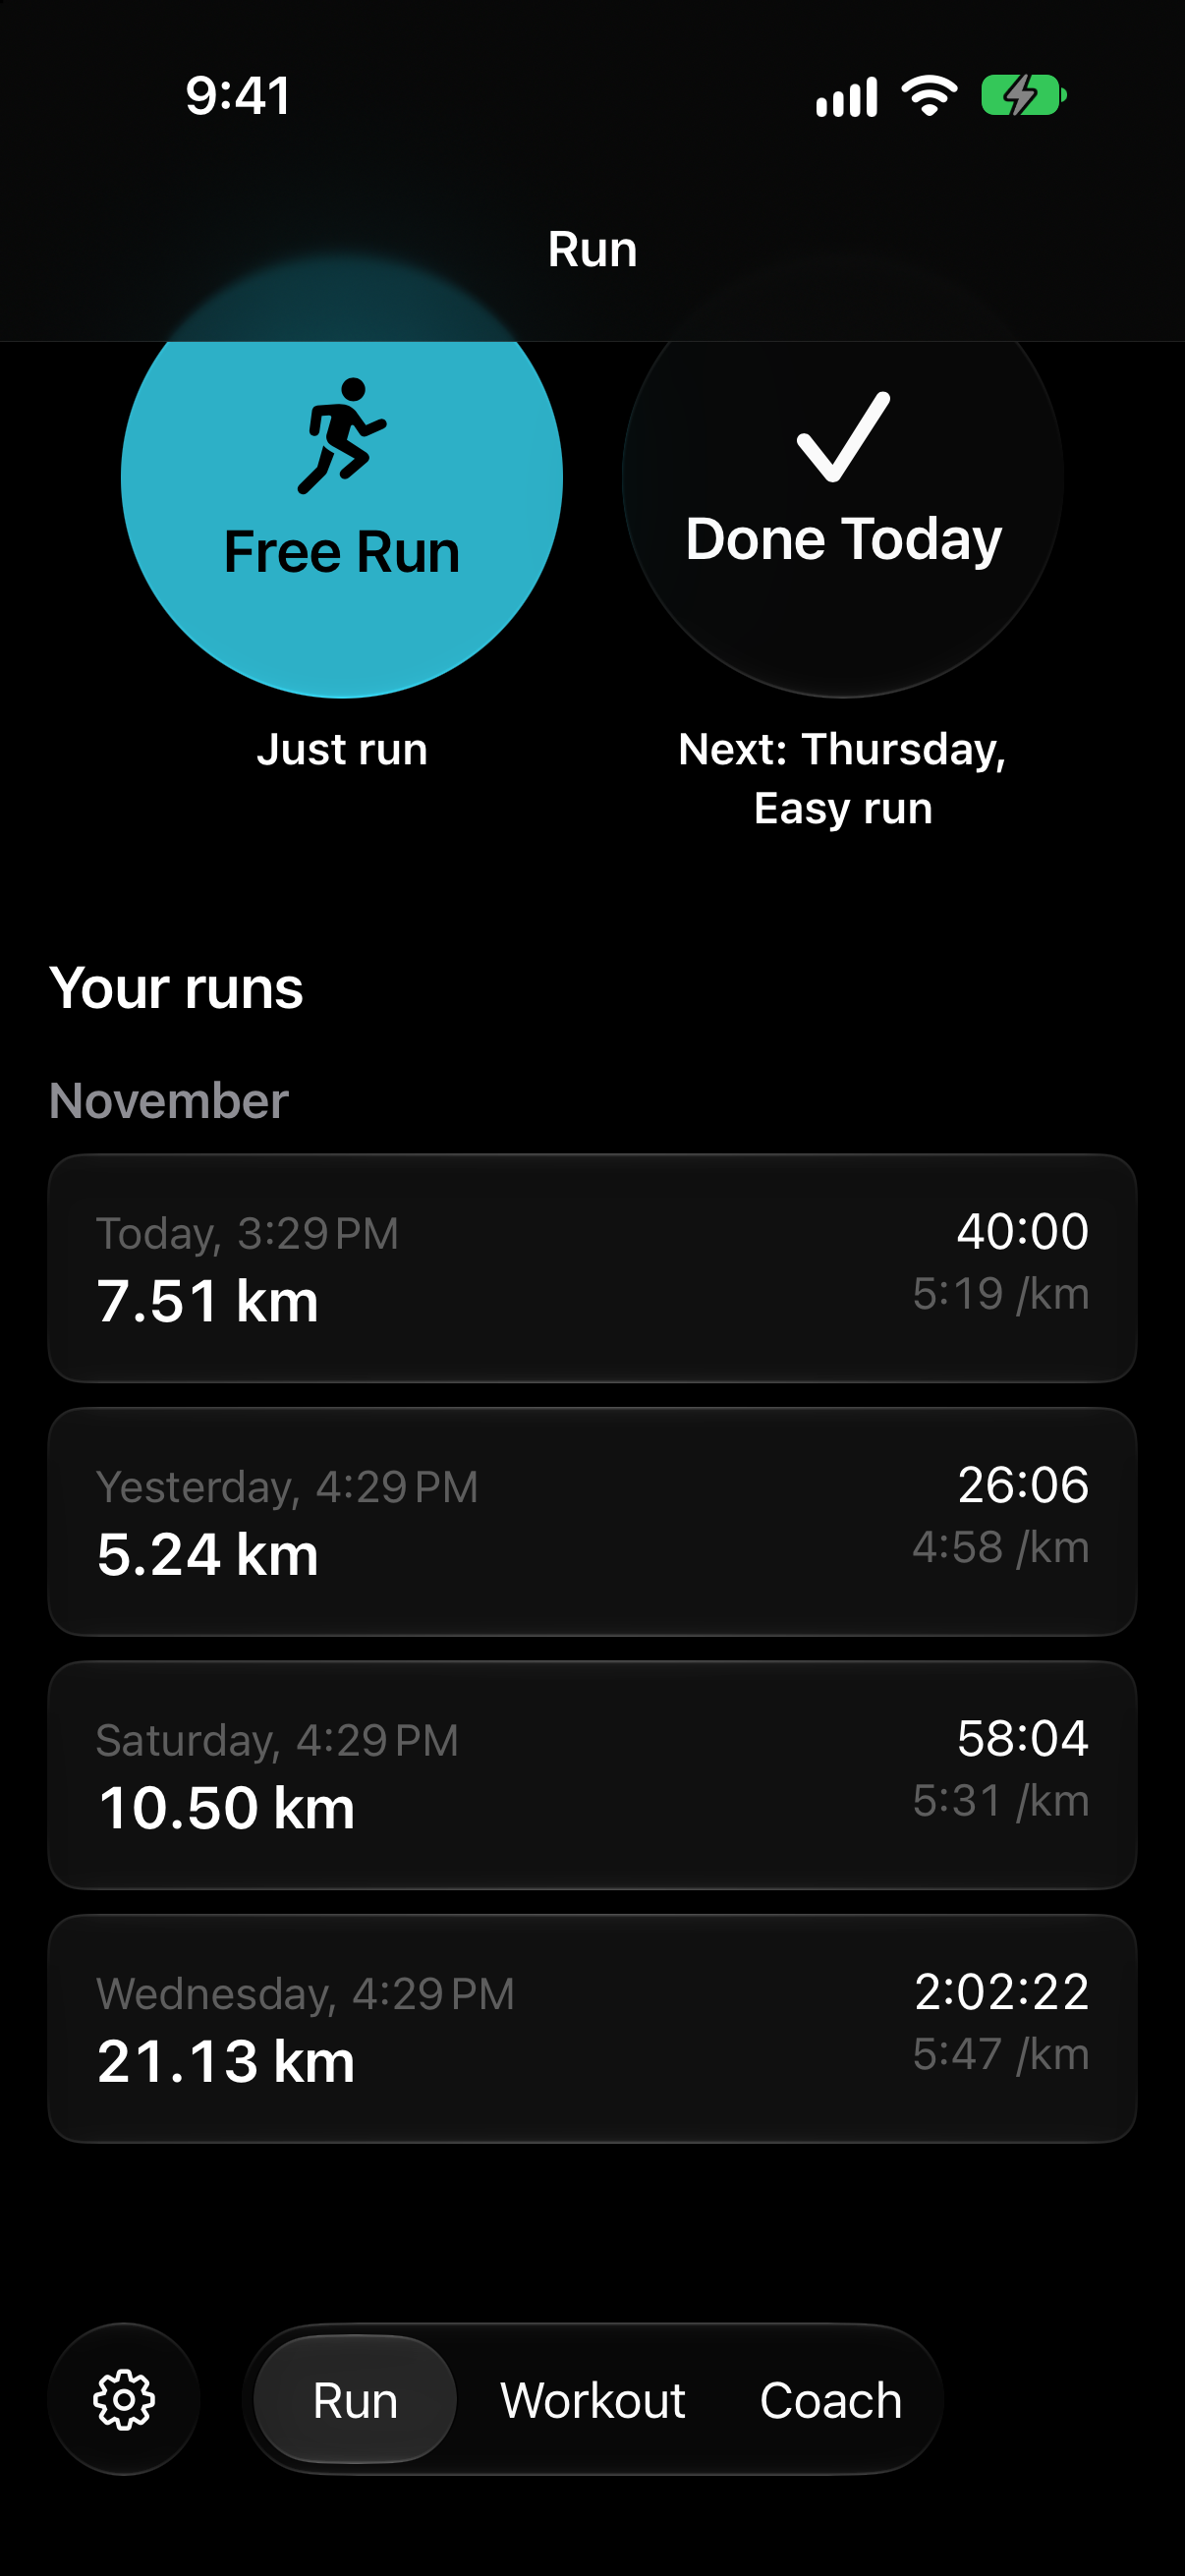 9:41
Run
Free Run
Done Today
Just run
Next: Thursday,
Easy run
Your runs
November
Today, 3:29 PM
40:00
7.51 km
5:19 /km
Yesterday, 4:29 PM
26:06
5.24 km
4:58 /km
Saturday, 4:29 PM
58:04
10.50 km
5:31 /km
Wednesday, 4:29 PM
2:02:22
21.13 km
5:47 /km
Run
Workout
Coach